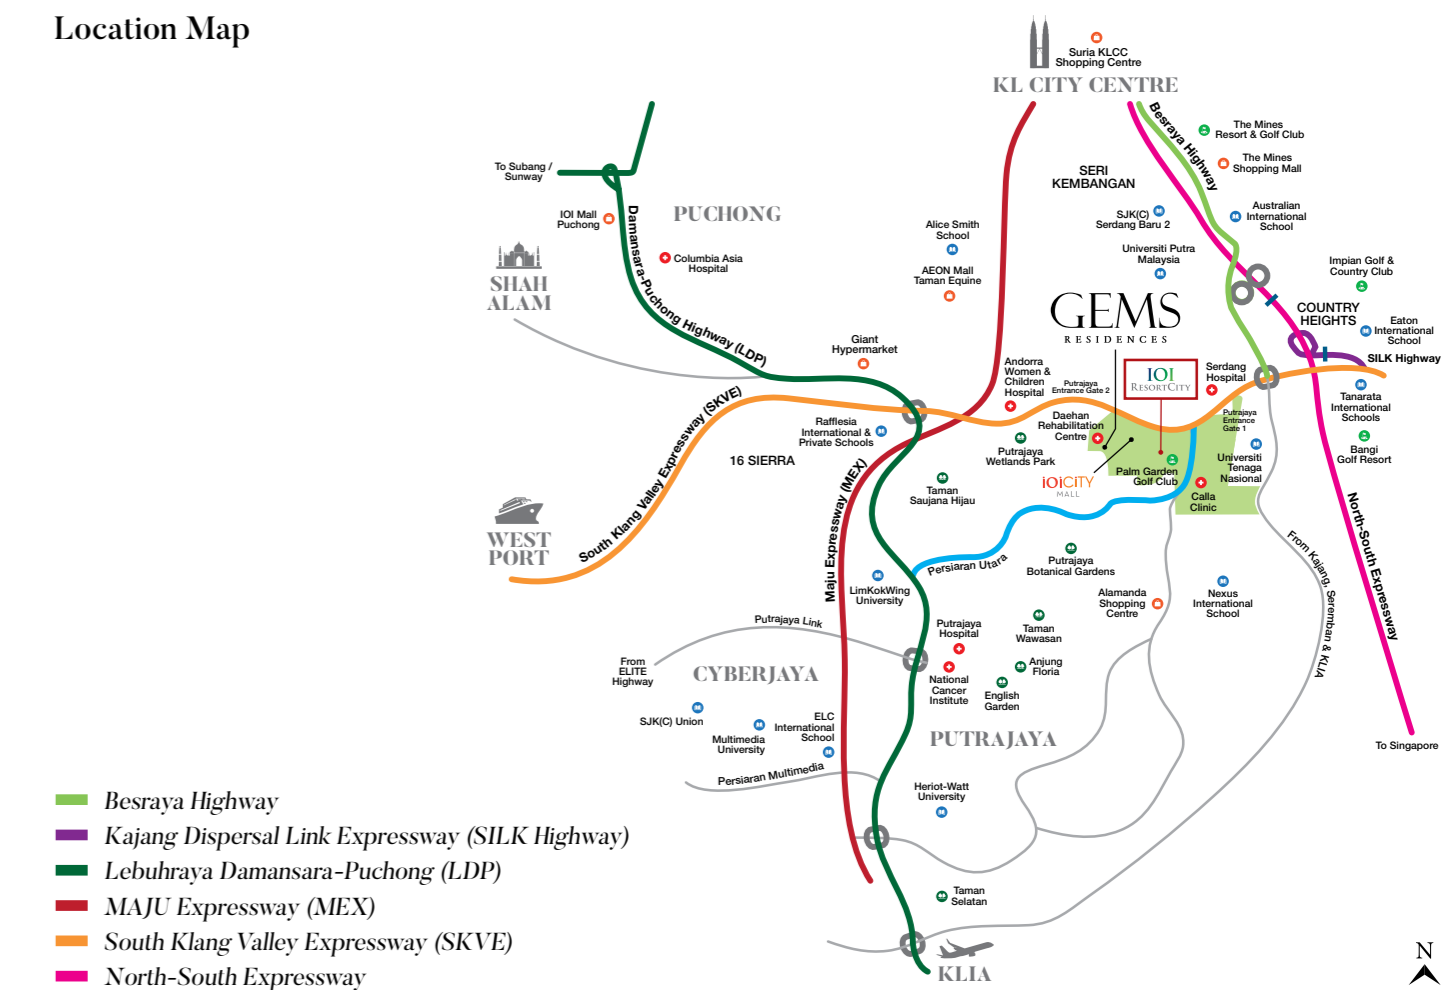 Location Map
Suria KLCC
Shopping Centre
KL CITY CENTRE
Besraya Highway
The Mines
Resort & Golf Club
The Mines
Shopping Mall
To Subang /
Sunway
SERI
KEMBANGAN
IOI Mall
Puchong
PUCHONG
Damansara-Puchong Highway (LDP)
Columbia Asia
Hospital
SJK(C)
Serdang Baru 2
Australian
International
School
Alice Smith
School
Universiti Putra
Malaysia
AEON Mall
Taman Equine
Impian Golf &
Country Club
SHAH
ALAM
GEMS
RESIDENCES
COUNTRY
HEIGHTS
Eaton
International
School
SILK Highway
Giant
Hypermarket
Andorra
Women &
Children
Hospital
Putrajaya
Entrance Gate 2
IOI
RESORTCITY
Serdang
Hospital
Tanarata
International
Schools
South Klang Valley Expressway (SKVE)
Rafflesia
International &
Private Schools
Daehan
Rehabilitation
Centre
Putrajaya
Entrance
Gate 1
16 SIERRA
Putrajaya
Wetlands Park
Bangi
Golf Resort
Universiti
Tenaga
Nasional
Palm Garden
Golf Club
iOiCiTY
MALL
Taman
Saujana Hijau
Calla
Clinic
Maju Expressway (MEX)
North-South Expressway
WEST
PORT
Persiaran Utara
Putrajaya
Botanical Gardens
From Kajang, Seremban & KLIA
LimKokWing
University
Alamanda
Shopping
Centre
Nexus
International
School
Putrajaya Link
Putrajaya
Hospital
Taman
Wawasan
From
ELITE
Highway
CYBERJAYA
Anjung
Floria
National
Cancer
Institute
English
Garden
SJK(C) Union
Multimedia
University
ELC
International
School
PUTRAJAYA
To Singapore
Persiaran Multimedia
Heriot-Watt
University
Taman
Selatan
KLIA
N
Besraya Highway
Kajang Dispersal Link Expressway (SILK Highway)
Lebuhraya Damansara-Puchong (LDP)
MAJU Expressway (MEX)
South Klang Valley Expressway (SKVE)
North-South Expressway